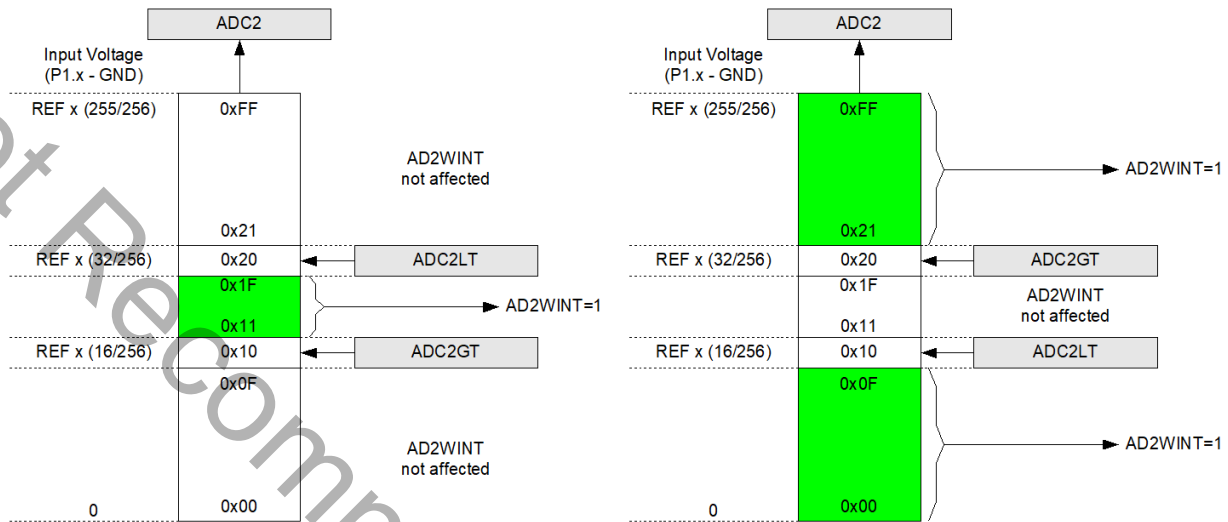 ADC2
Input Voltage
(P1.x - GND)
REF x (255/256)
0xFF
AD2WINT
not affected
0x21
REF x (32/256)
0x20
ADC2LT
0x1F
AD2WINT=1
0x11
REF x (16/256)
0x10
ADC2GT
0x0F
AD2WINT
not affected
0
0x00
ADC2
Input Voltage
(P1.x - GND)
REF x (255/256)
0xFF
AD2WINT=1
0x21
REF x (32/256)
0x20
ADC2GT
0x1F
AD2WINT
not affected
0x11
REF x (16/256)
0x10
ADC2LT
0x0F
AD2WINT=1
0
0x00